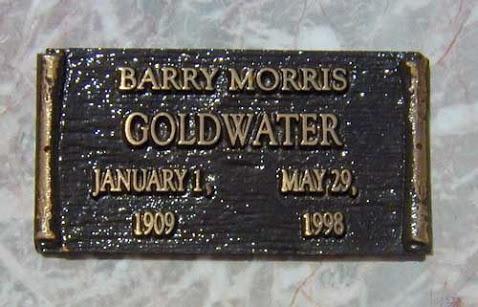 BARRY MORRIS
GOLDWATER
JANUARY 1, MAY 29,
1909 1998